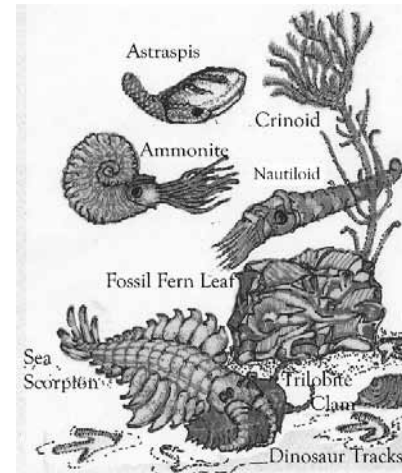 Astraspis
Crinoid
Ammonite
Nautiloid
Fossil Fern Leaf
Sea
Scorpion
Trilobite
Clam
Dinosaur Tracks